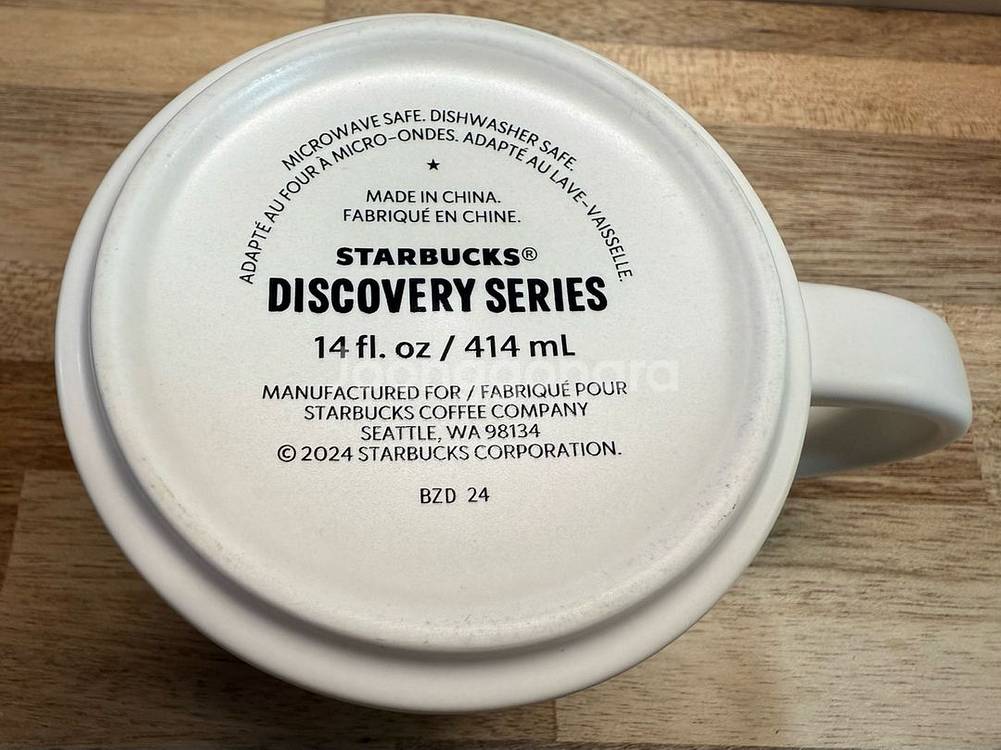 MICROWAVE SAFE. DISHWASHER SAFE.
ADAPTÉ AU FOUR À MICRO-ONDES. ADAPTÉ AU LAVE-VAISSELLE.
MADE IN CHINA.
FABRIQUÉ EN CHINE.
STARBUCKS®
DISCOVERY SERIES
14 fl. oz / 414 mL
joongdonara
MANUFACTURED FOR / FABRIQUÉ POUR
STARBUCKS COFFEE COMPANY
SEATTLE, WA 98134
© 2024 STARBUCKS CORPORATION.
BZD 24